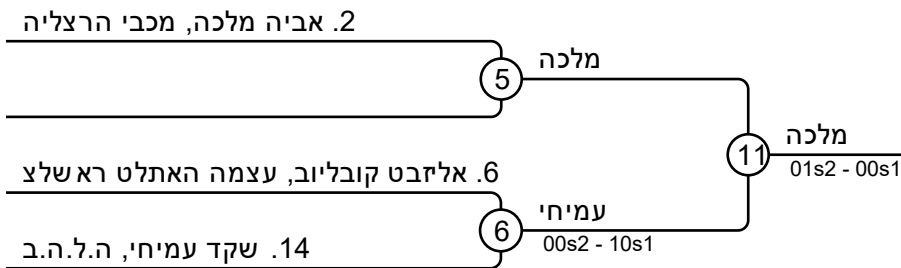 2. אביה מלכה, מכבי הרצליה
מלכה
5
מלכה
11
01s2 - 00s1
6. אליזבט קובליוב, עצמה האתלט ראשלצ
עמיחי
6
00s2 - 10s1
14. שקד עמיחי, ה.ל.ה.ב